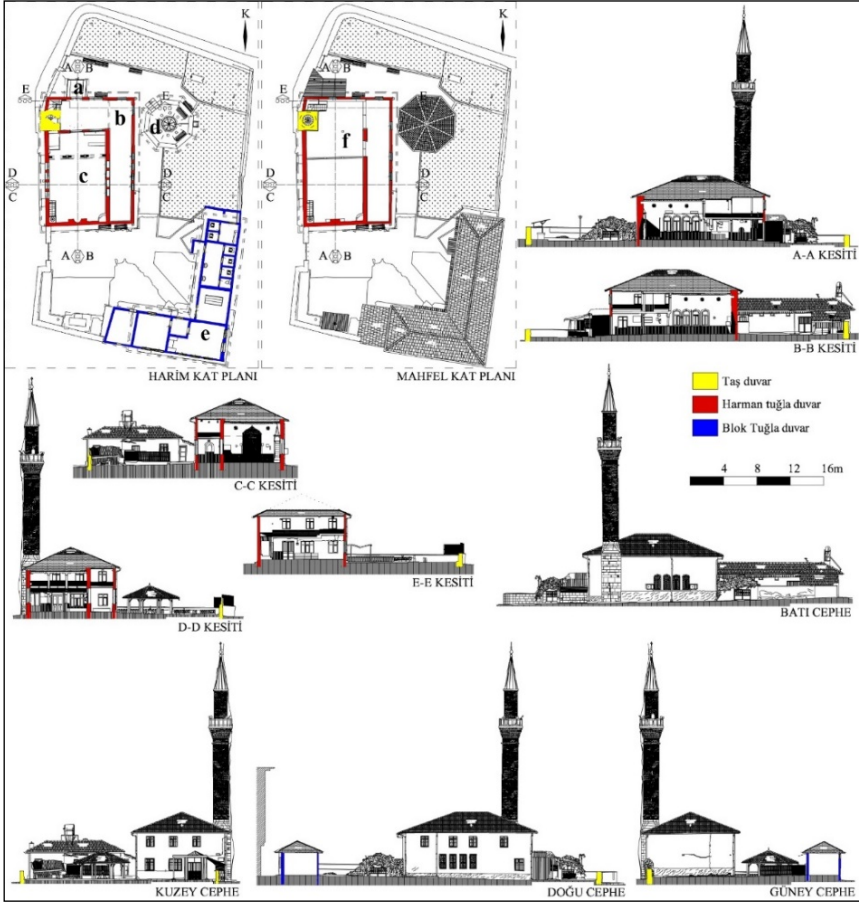 K
K
A B
A B
E
E
a
E
E
b
d
f
c
D
C
D
C
D
C
D
C
A B
A B
e
HARİM KAT PLANI
MAHFEL KAT PLANI
A-A KESİTİ
B-B KESİTİ
Taş duvar
Harman tuğla duvar
Blok Tuğla duvar
4 8 12 16m
C-C KESİTİ
E-E KESİTİ
D-D KESİTİ
BATI CEPHE
KUZEY CEPHE
DOĞU CEPHE
GÜNEY CEPHE